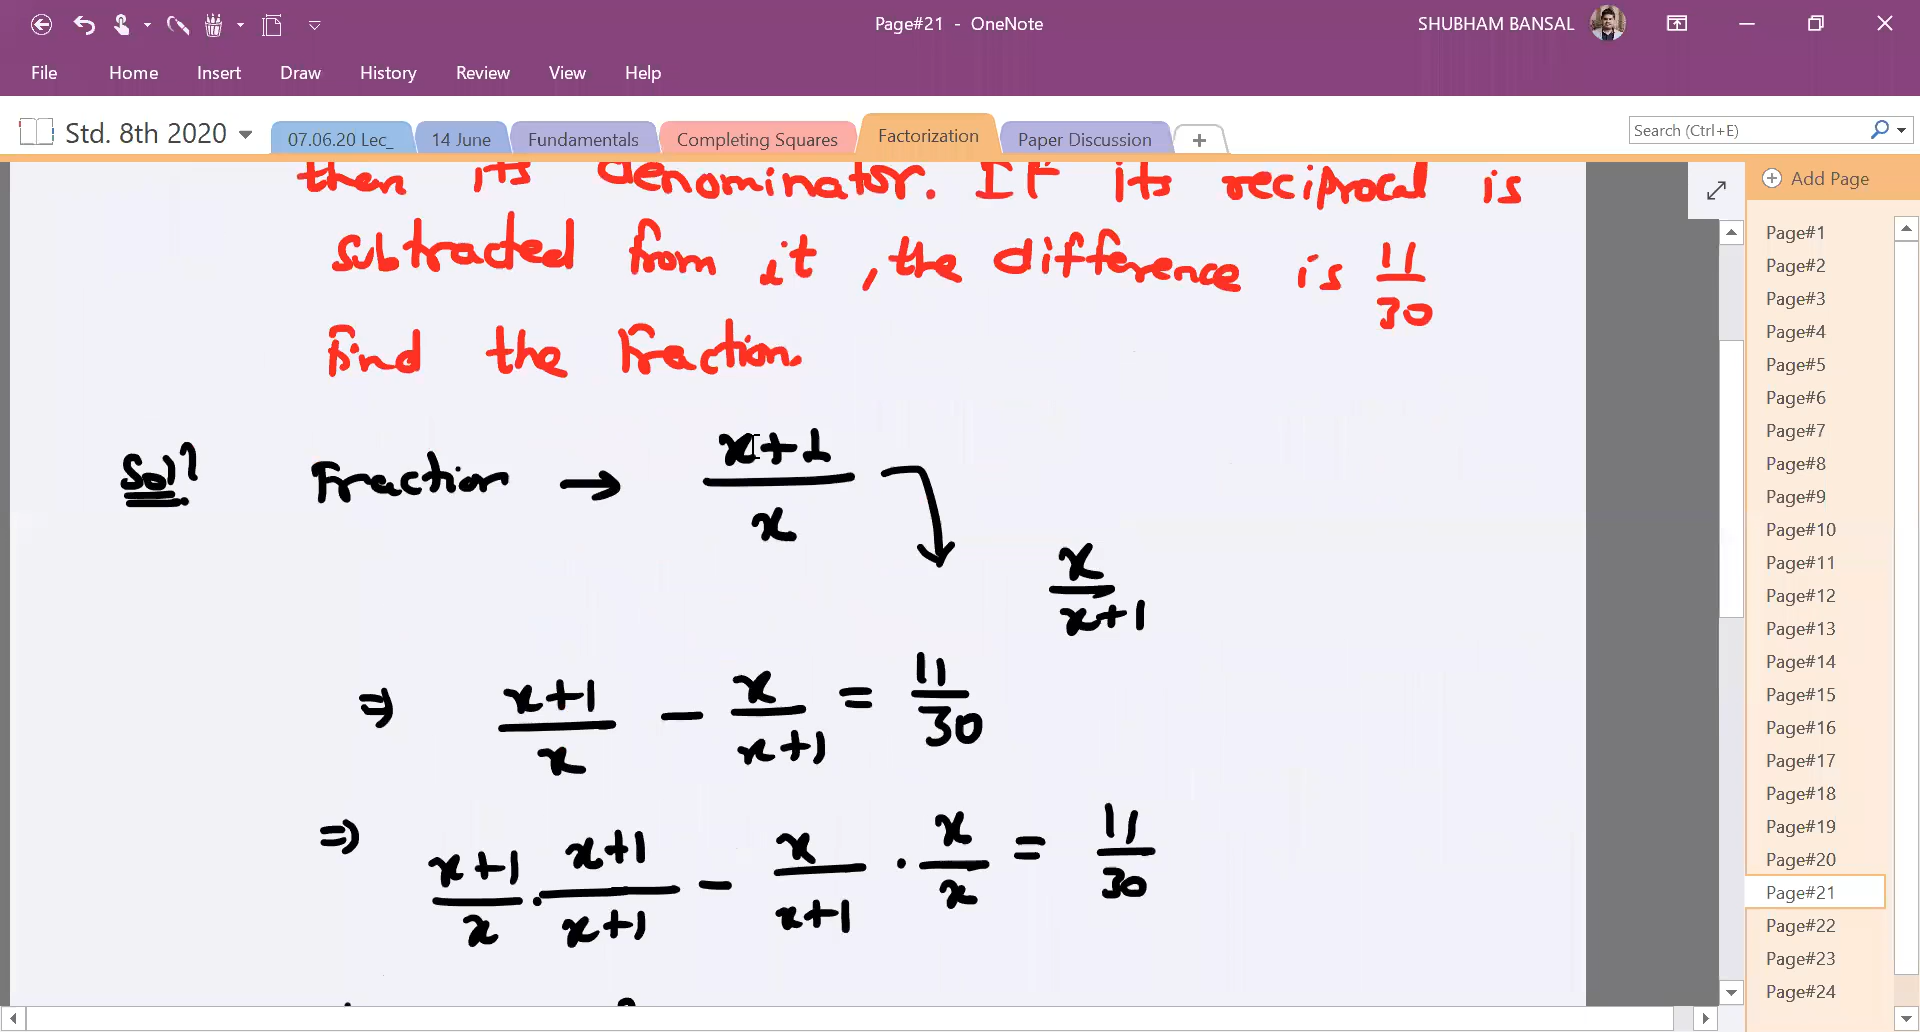 Page#21 - OneNote
SHUBHAM BANSAL
File Home Insert Draw History Review View Help
Std. 8th 2020
07.06.20 Lec_
14 June
Fundamentals
Completing Squares
Factorization
Paper Discussion
+
Search (Ctrl+E)
then its denominator. If its reciprocal is
subtracted from it, the difference is 11/30
Find the Fraction.
Sol? Fraction → x+1/x
x/x+1
⇒ x+1/x - x/x+1 = 11/30
⇒ x+1/x . x+1/x+1 - x/x+1 . x/x = 11/30
Add Page
Page#1
Page#2
Page#3
Page#4
Page#5
Page#6
Page#7
Page#8
Page#9
Page#10
Page#11
Page#12
Page#13
Page#14
Page#15
Page#16
Page#17
Page#18
Page#19
Page#20
Page#21
Page#22
Page#23
Page#24